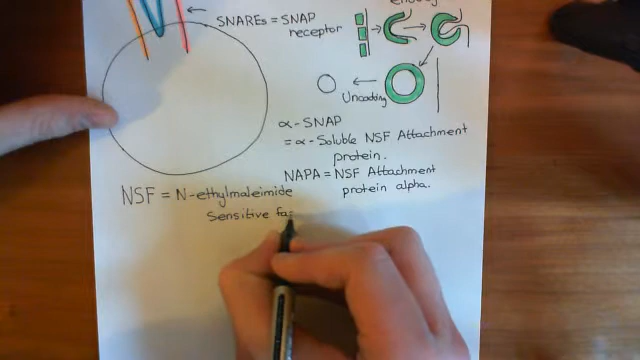 SNAREs = SNAP
receptor
Uncoating
α-SNAP
= α-Soluble NSF Attachment
protein.
NAPA = NSF Attachment
protein alpha.
NSF = N-ethylmaleimide
Sensitive fa